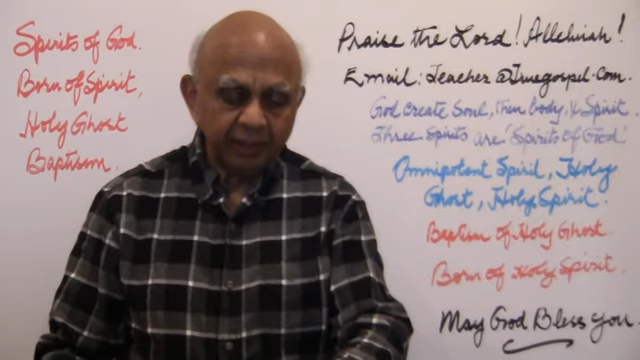 Spirits of God.
Born of Spirit,
Holy Ghost
Baptism.
Praise the Lord! Alleluiah!
Email: Teacher@Truegospel.com.
God create Soul, then body, & Spirit.
Three Spirits are 'Spirits of God'
Omnipotent Spirit, Holy
Ghost, Holy Spirit.
Baptism of Holy Ghost.
Born of Holy Spirit.
May God Bless you.